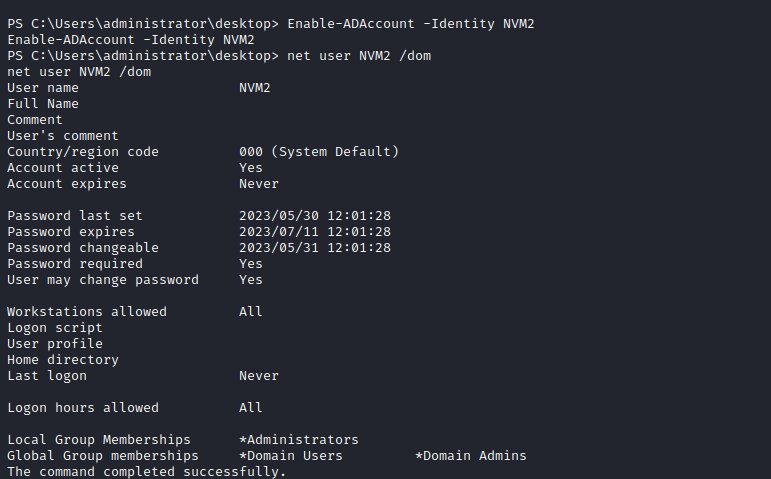 PS C:\Users\administrator\desktop> Enable-ADAccount -Identity NVM2
Enable-ADAccount -Identity NVM2
PS C:\Users\administrator\desktop> net user NVM2 /dom
net user NVM2 /dom
User name                    NVM2
Full Name
Comment
User's comment
Country/region code          000 (System Default)
Account active               Yes
Account expires              Never

Password last set            2023/05/30 12:01:28
Password expires             2023/07/11 12:01:28
Password changeable          2023/05/31 12:01:28
Password required            Yes
User may change password     Yes

Workstations allowed         All
Logon script
User profile
Home directory
Last logon                   Never

Logon hours allowed          All

Local Group Memberships      *Administrators
Global Group memberships     *Domain Users         *Domain Admins
The command completed successfully.